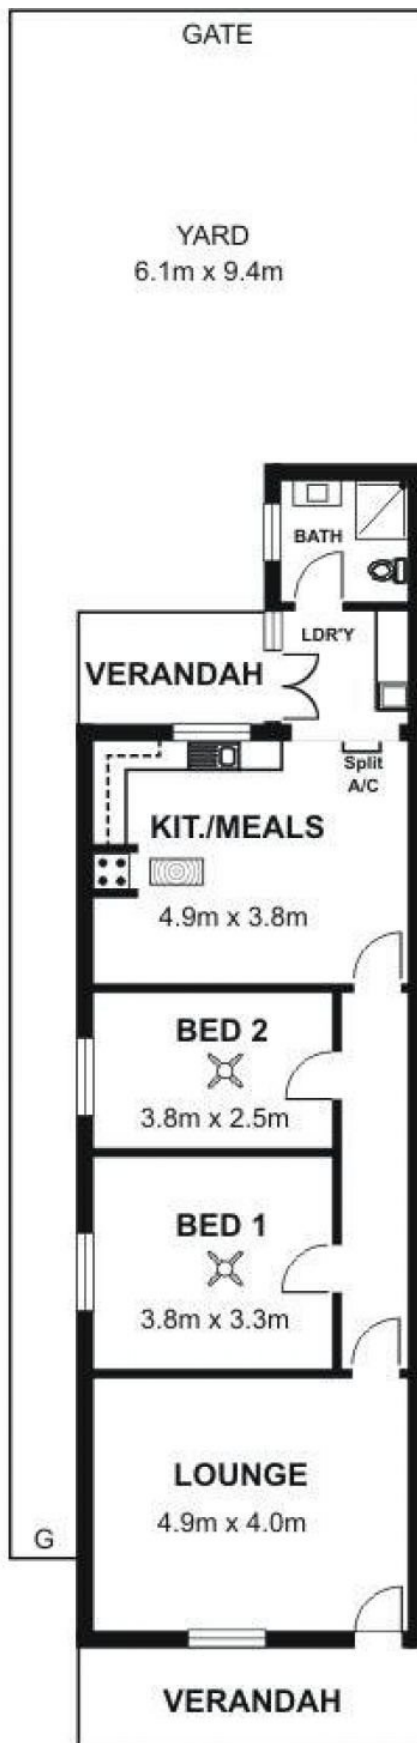 GATE
YARD
6.1m x 9.4m
BATH
LDR'Y
VERANDAH
Split
A/C
KIT./MEALS
4.9m x 3.8m
BED 2
3.8m x 2.5m
BED 1
3.8m x 3.3m
LOUNGE
4.9m x 4.0m
G
VERANDAH